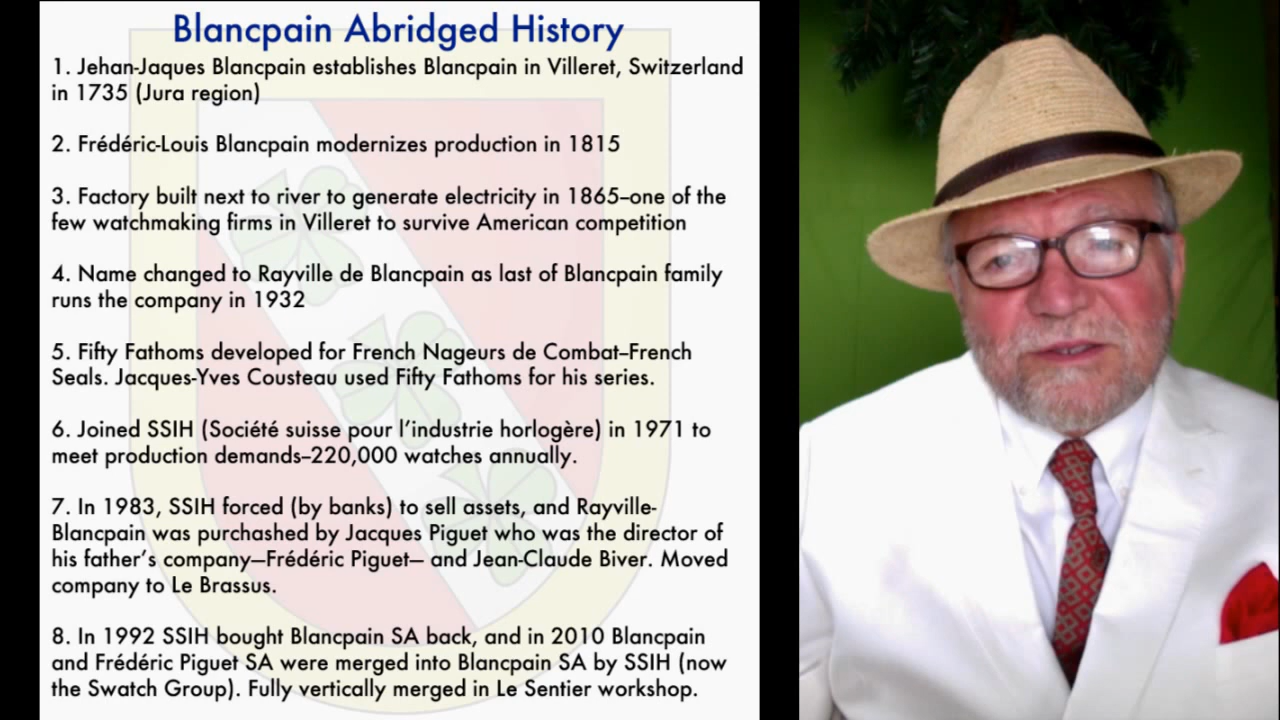 Blancpain Abridged History
1. Jehan-Jaques Blancpain establishes Blancpain in Villeret, Switzerland
in 1735 (Jura region)
2. Frédéric-Louis Blancpain modernizes production in 1815
3. Factory built next to river to generate electricity in 1865–one of the
few watchmaking firms in Villeret to survive American competition
4. Name changed to Rayville de Blancpain as last of Blancpain family
runs the company in 1932
5. Fifty Fathoms developed for French Nageurs de Combat–French
Seals. Jacques-Yves Cousteau used Fifty Fathoms for his series.
6. Joined SSIH (Société suisse pour l’industrie horlogère) in 1971 to
meet production demands–220,000 watches annually.
7. In 1983, SSIH forced (by banks) to sell assets, and Rayville-
Blancpain was purchashed by Jacques Piguet who was the director of
his father’s company—Frédéric Piguet— and Jean-Claude Biver. Moved
company to Le Brassus.
8. In 1992 SSIH bought Blancpain SA back, and in 2010 Blancpain
and Frédéric Piguet SA were merged into Blancpain SA by SSIH (now
the Swatch Group). Fully vertically merged in Le Sentier workshop.